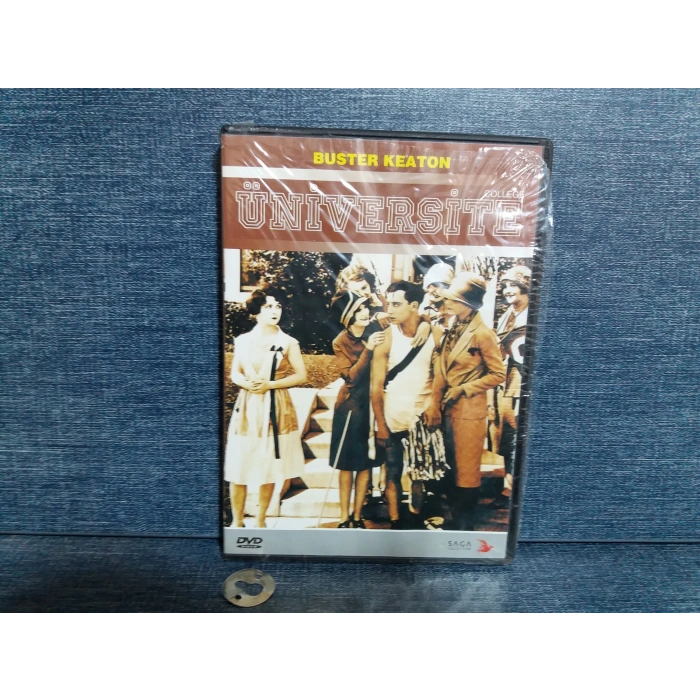 BUSTER KEATON
COLLEGE
ÜNİVERSİTE
DVD
SAGA